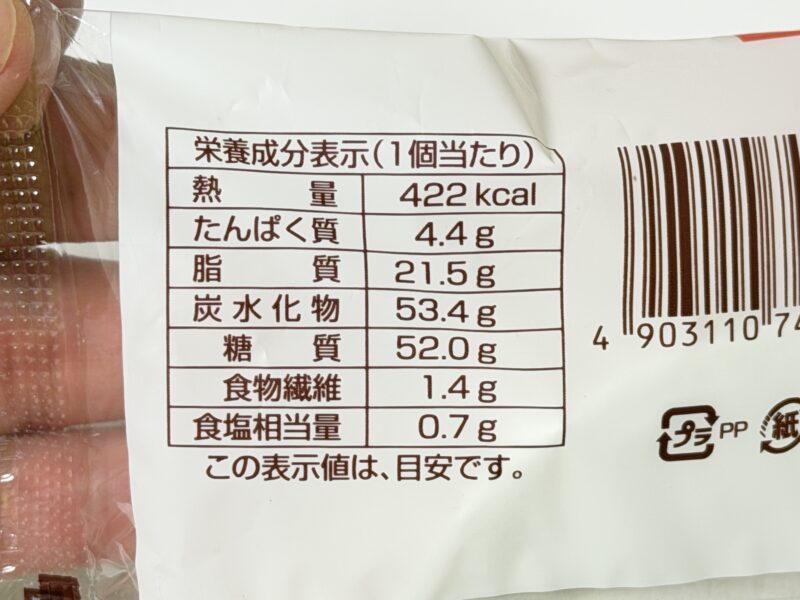 栄養成分表示(1個当たり)
熱量 422 kcal
たんぱく質 4.4 g
脂質 21.5 g
炭水化物 53.4 g
糖質 52.0 g
食物繊維 1.4 g
食塩相当量 0.7 g
この表示値は、目安です。
4 903110 74
プラ PP 紙